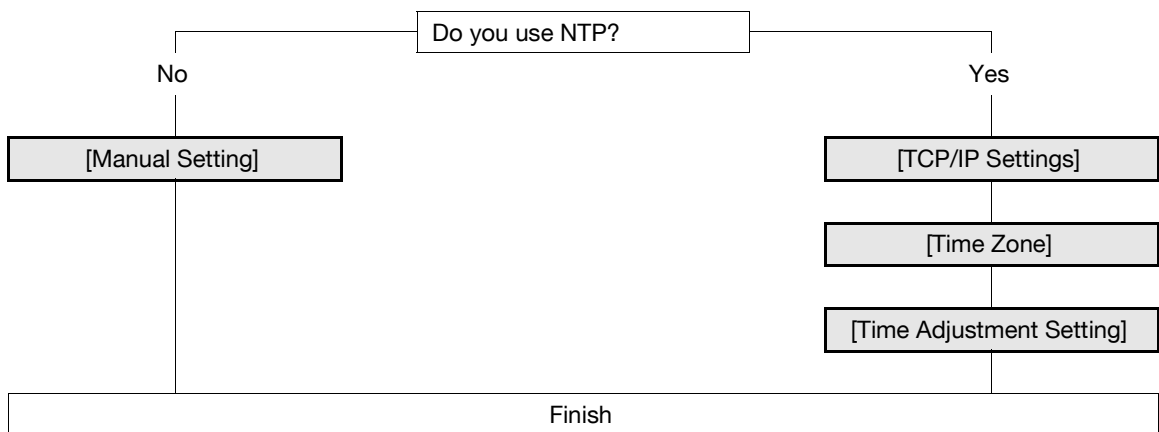 Do you use NTP?
No
Yes
[Manual Setting]
[TCP/IP Settings]
[Time Zone]
[Time Adjustment Setting]
Finish